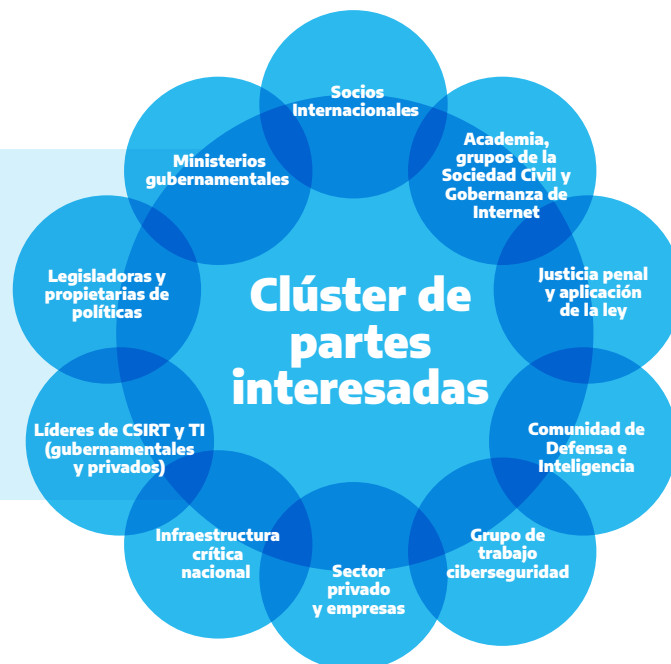 Socios
Internacionales
Academia,
grupos de la
Sociedad Civil y
Gobernanza de
Internet
Justicia penal
y aplicación
de la ley
Comunidad de
Defensa e
Inteligencia
Grupo de
trabajo
ciberseguridad
Sector
privado
y empresas
Infraestructura
crítica
nacional
Líderes de CSIRT y TI
(gubernamentales
y privados)
Legisladoras y
propietarias de
políticas
Ministerios
gubernamentales
Clúster de
partes
interesadas